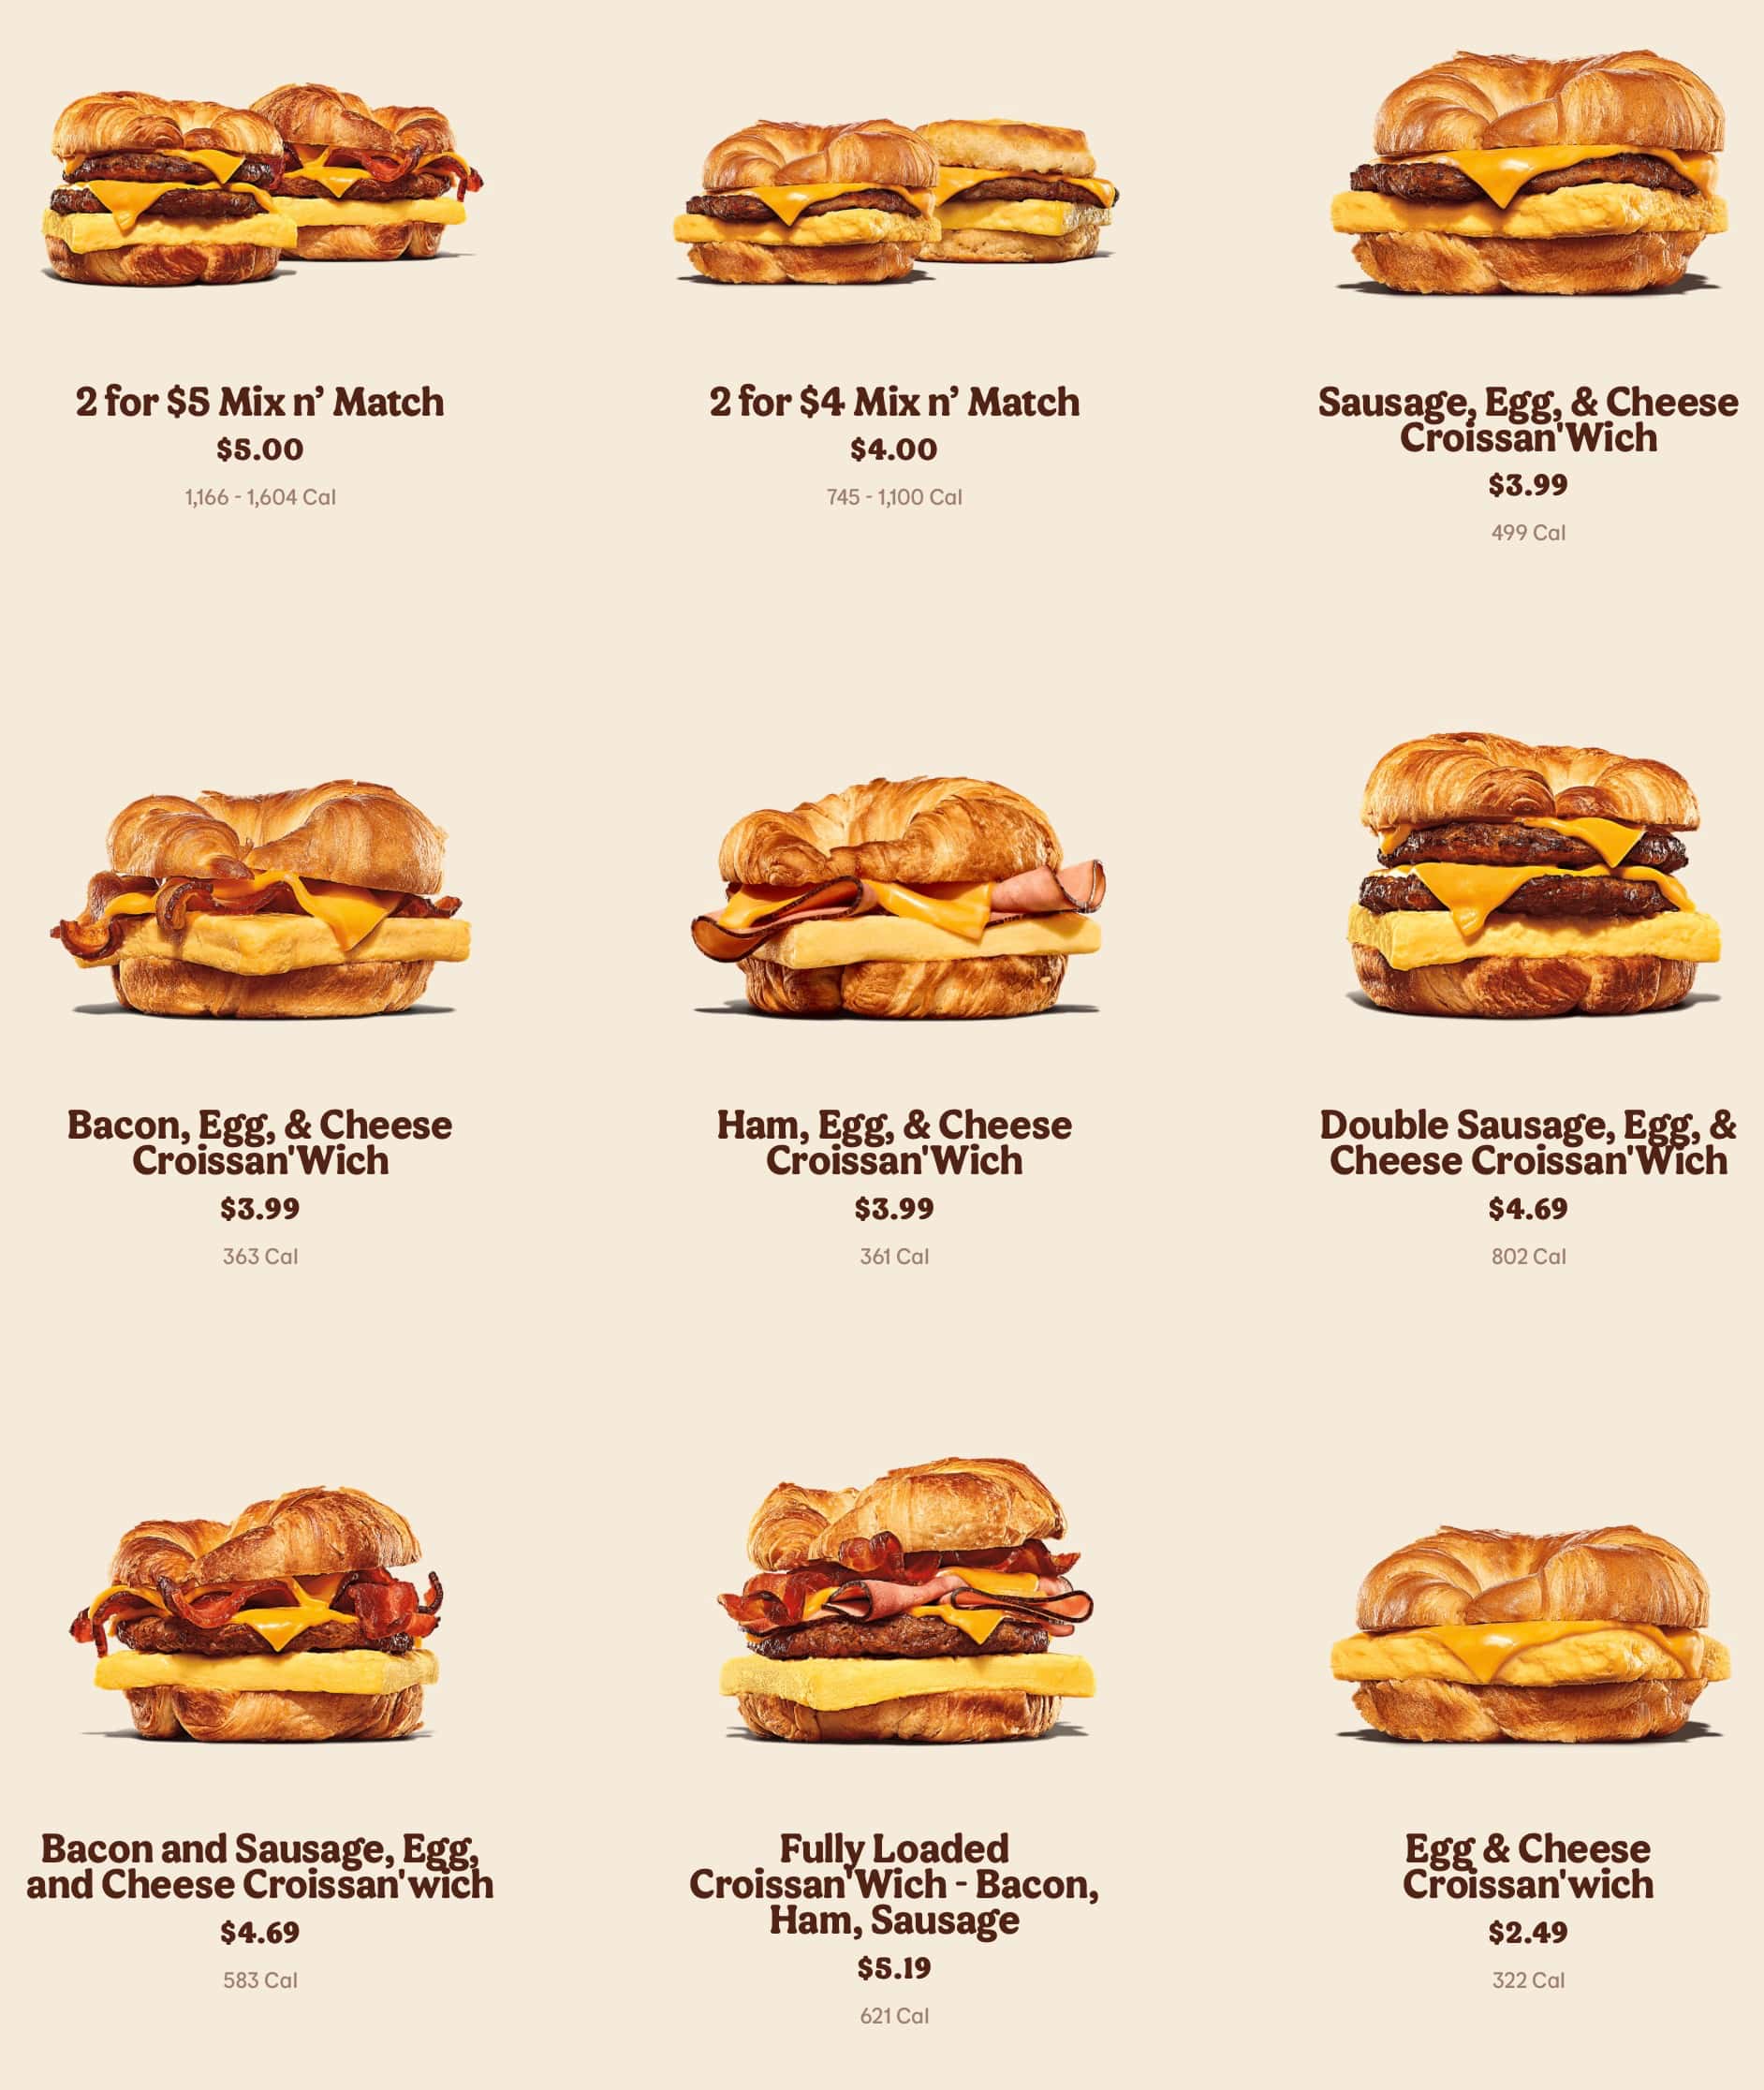 2 for $5 Mix n’ Match
$5.00
1,166 - 1,604 Cal
2 for $4 Mix n’ Match
$4.00
745 - 1,100 Cal
Sausage, Egg, & Cheese
Croissan'Wich
$3.99
499 Cal
Bacon, Egg, & Cheese
Croissan'Wich
$3.99
363 Cal
Ham, Egg, & Cheese
Croissan'Wich
$3.99
361 Cal
Double Sausage, Egg, &
Cheese Croissan'Wich
$4.69
802 Cal
Bacon and Sausage, Egg,
and Cheese Croissan'wich
$4.69
583 Cal
Fully Loaded
Croissan'Wich - Bacon,
Ham, Sausage
$5.19
621 Cal
Egg & Cheese
Croissan'wich
$2.49
322 Cal